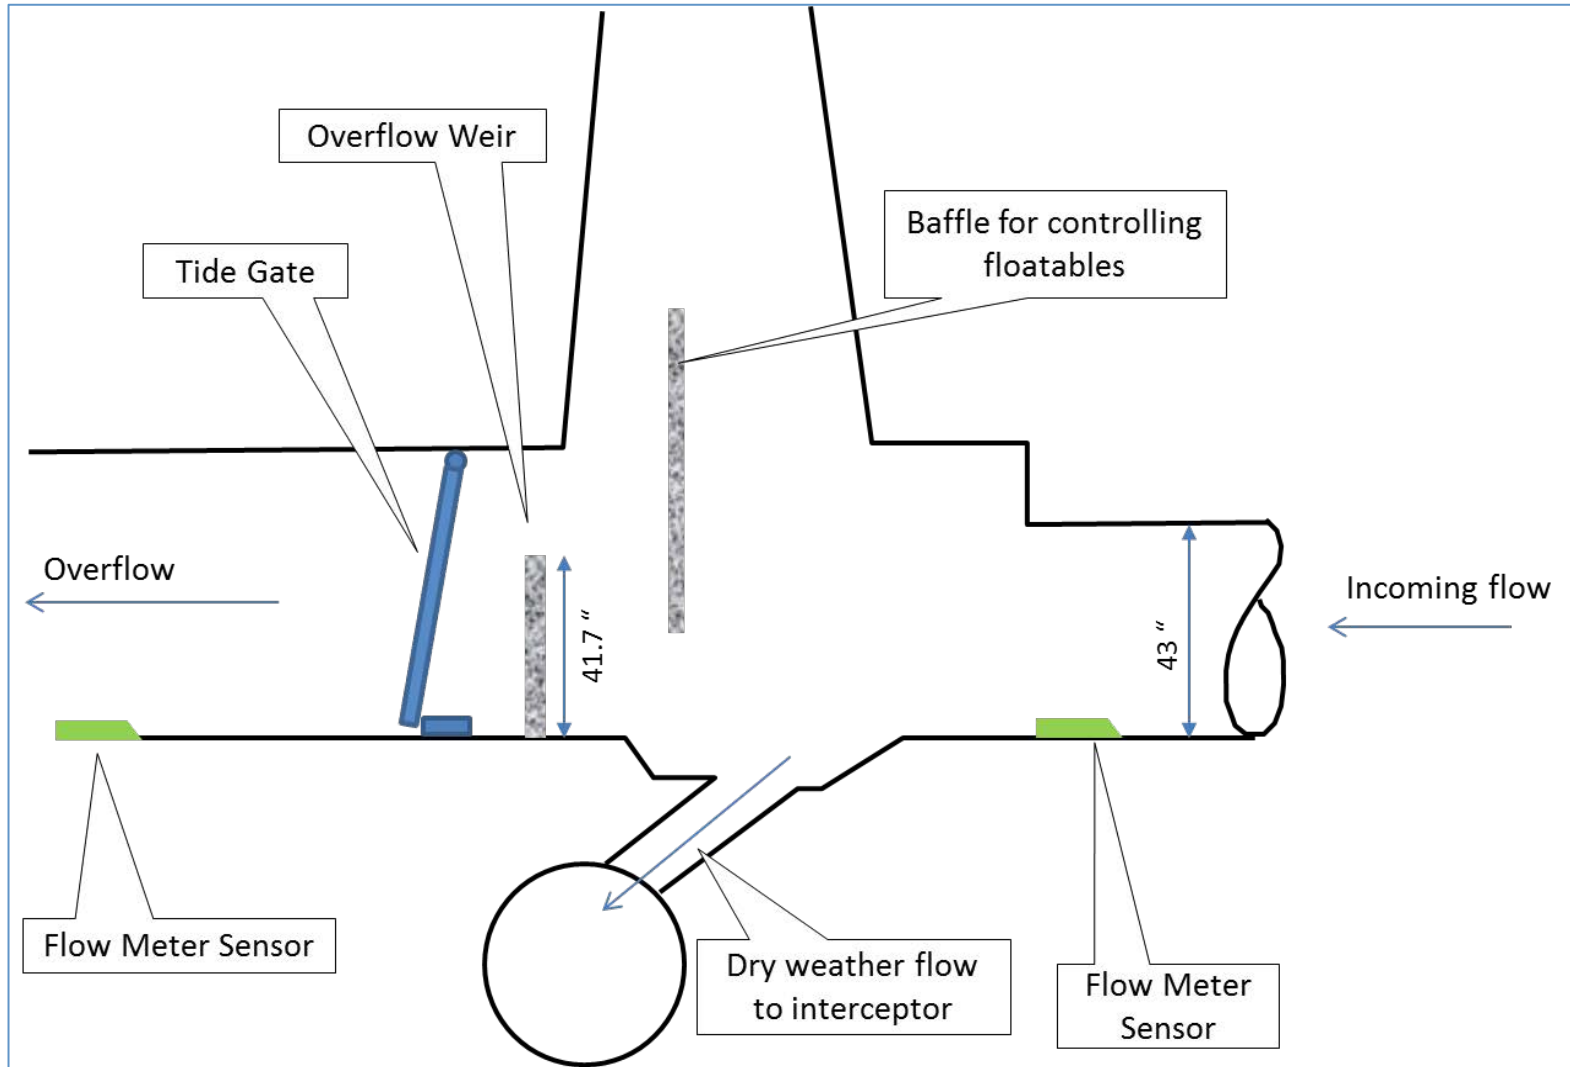 Overflow Weir
Baffle for controlling
floatables
Tide Gate
Overflow
41.7 “
43 “
Incoming flow
Flow Meter Sensor
Dry weather flow
to interceptor
Flow Meter
Sensor